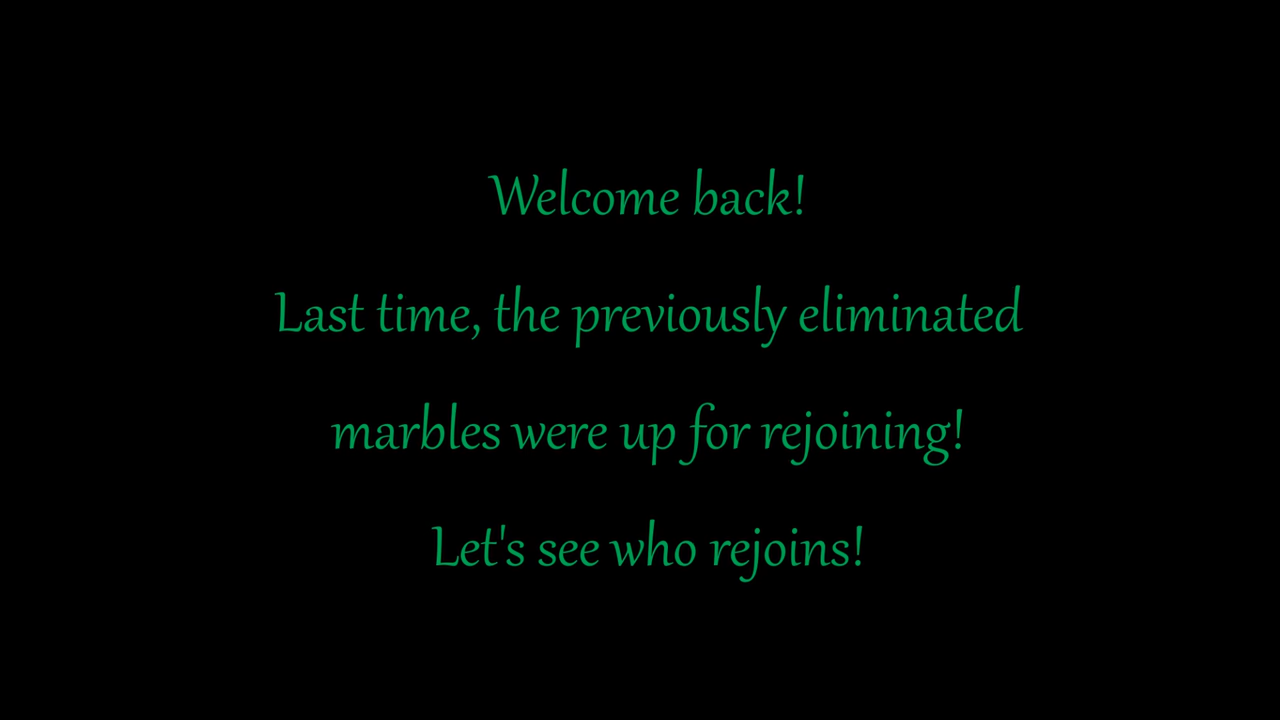 Welcome back!
Last time, the previously eliminated
marbles were up for rejoining!
Let's see who rejoins!